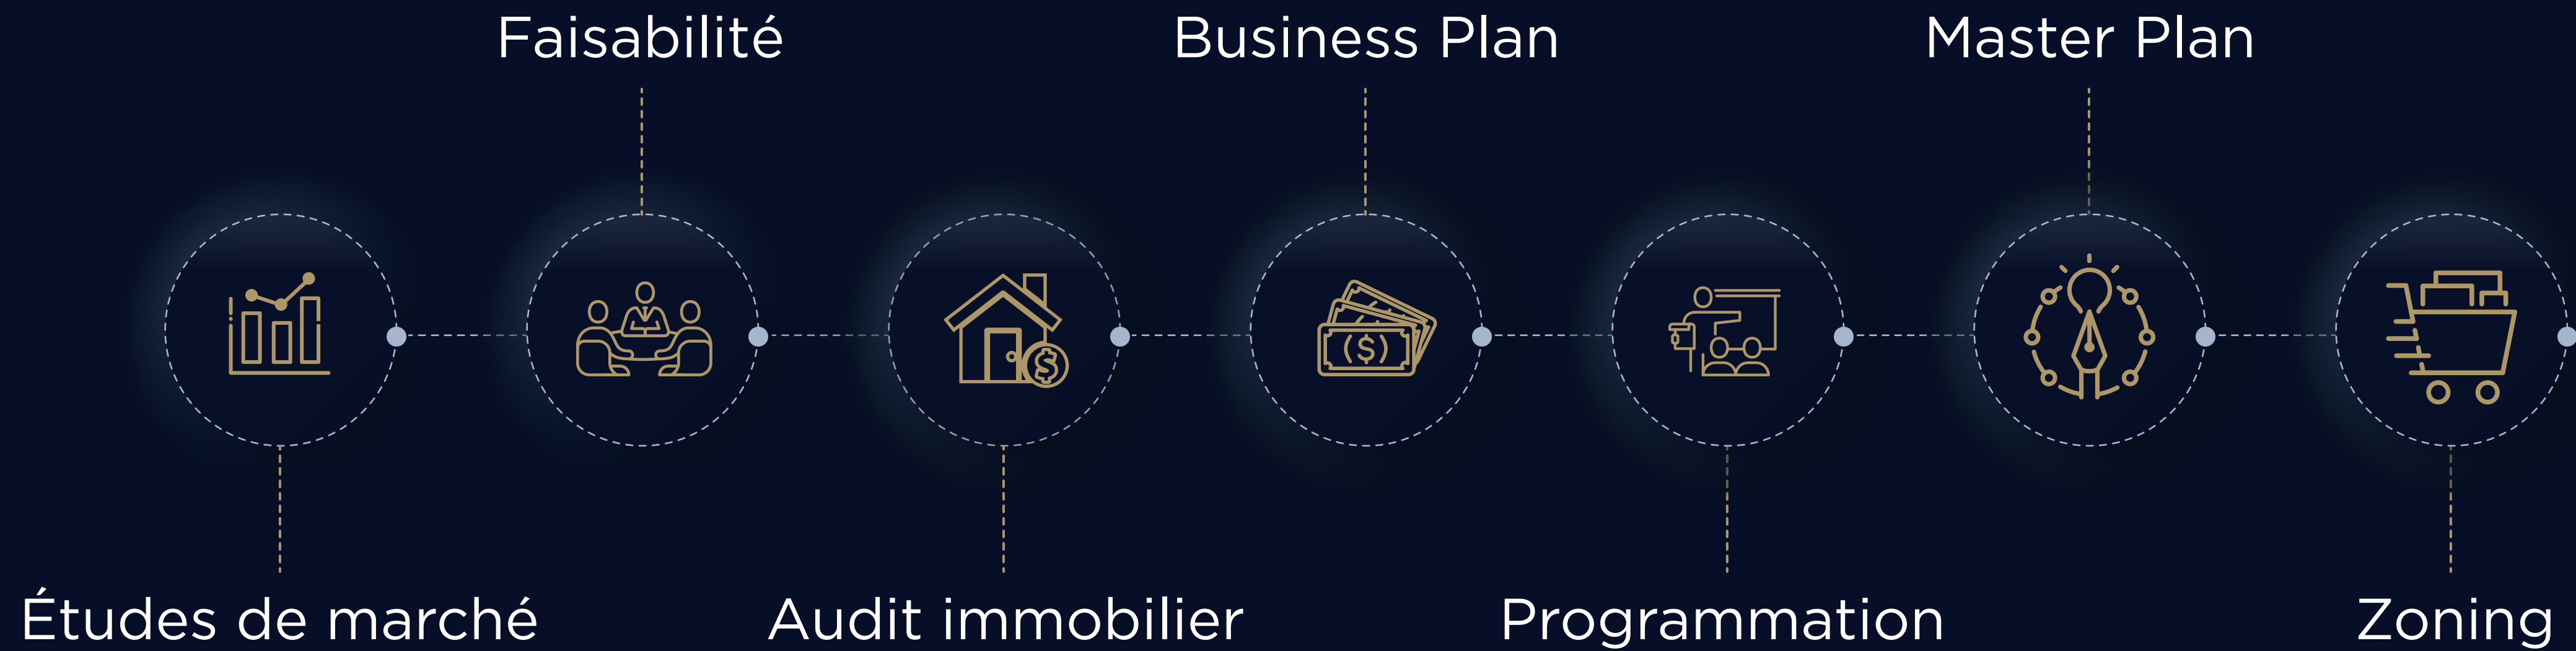 Faisabilité
Business Plan
Master Plan
Études de marché
Audit immobilier
Programmation
Zoning